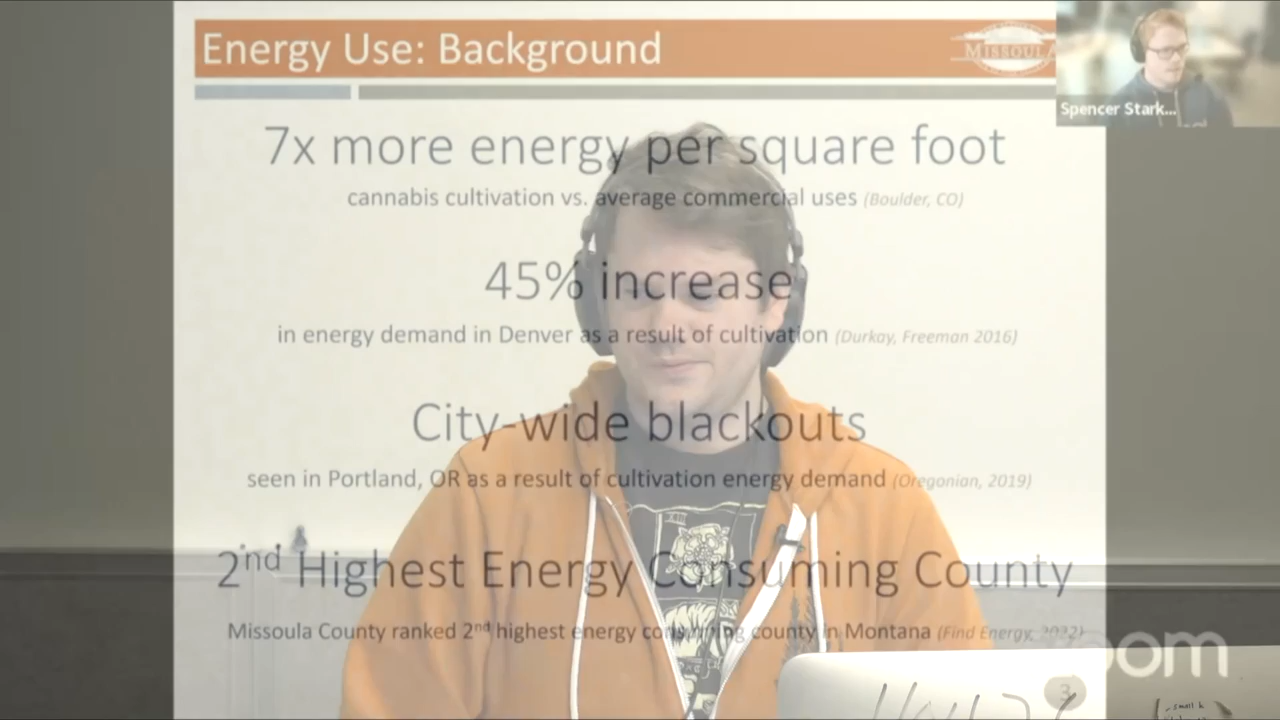 Energy Use: Background
MISSOULA
Spencer Stark...
7x more energy per square foot
cannabis cultivation vs. average commercial uses (Boulder, CO)
45% increase
in energy demand in Denver as a result of cultivation (Durkay, Freeman 2016)
City-wide blackouts
seen in Portland, OR as a result of cultivation energy demand (Oregonian, 2019)
XIII
2nd Highest Energy Consuming County
Missoula County ranked 2nd highest energy consuming county in Montana (Find Energy, 2022)
zoom
3